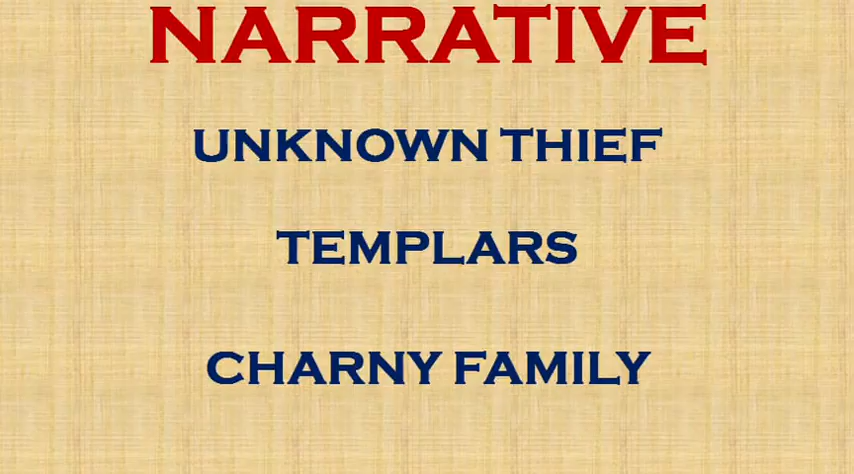 NARRATIVE
UNKNOWN THIEF
TEMPLARS
CHARNY FAMILY